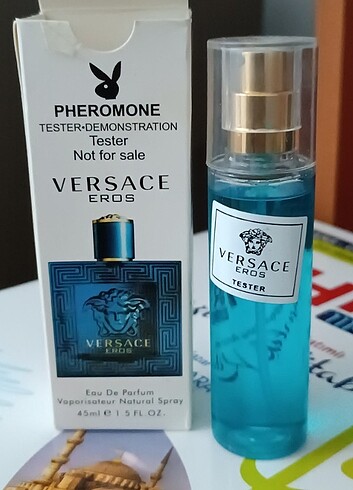 PHEROMONE
TESTER•DEMONSTRATION
Tester
Not for sale
VERSACE
EROS
VERSACE
EROS
Eau De Parfum
Vaporisateur Natural Spray
45ml e 1 5 FL.OZ.
VERSACE
EROS
TESTER